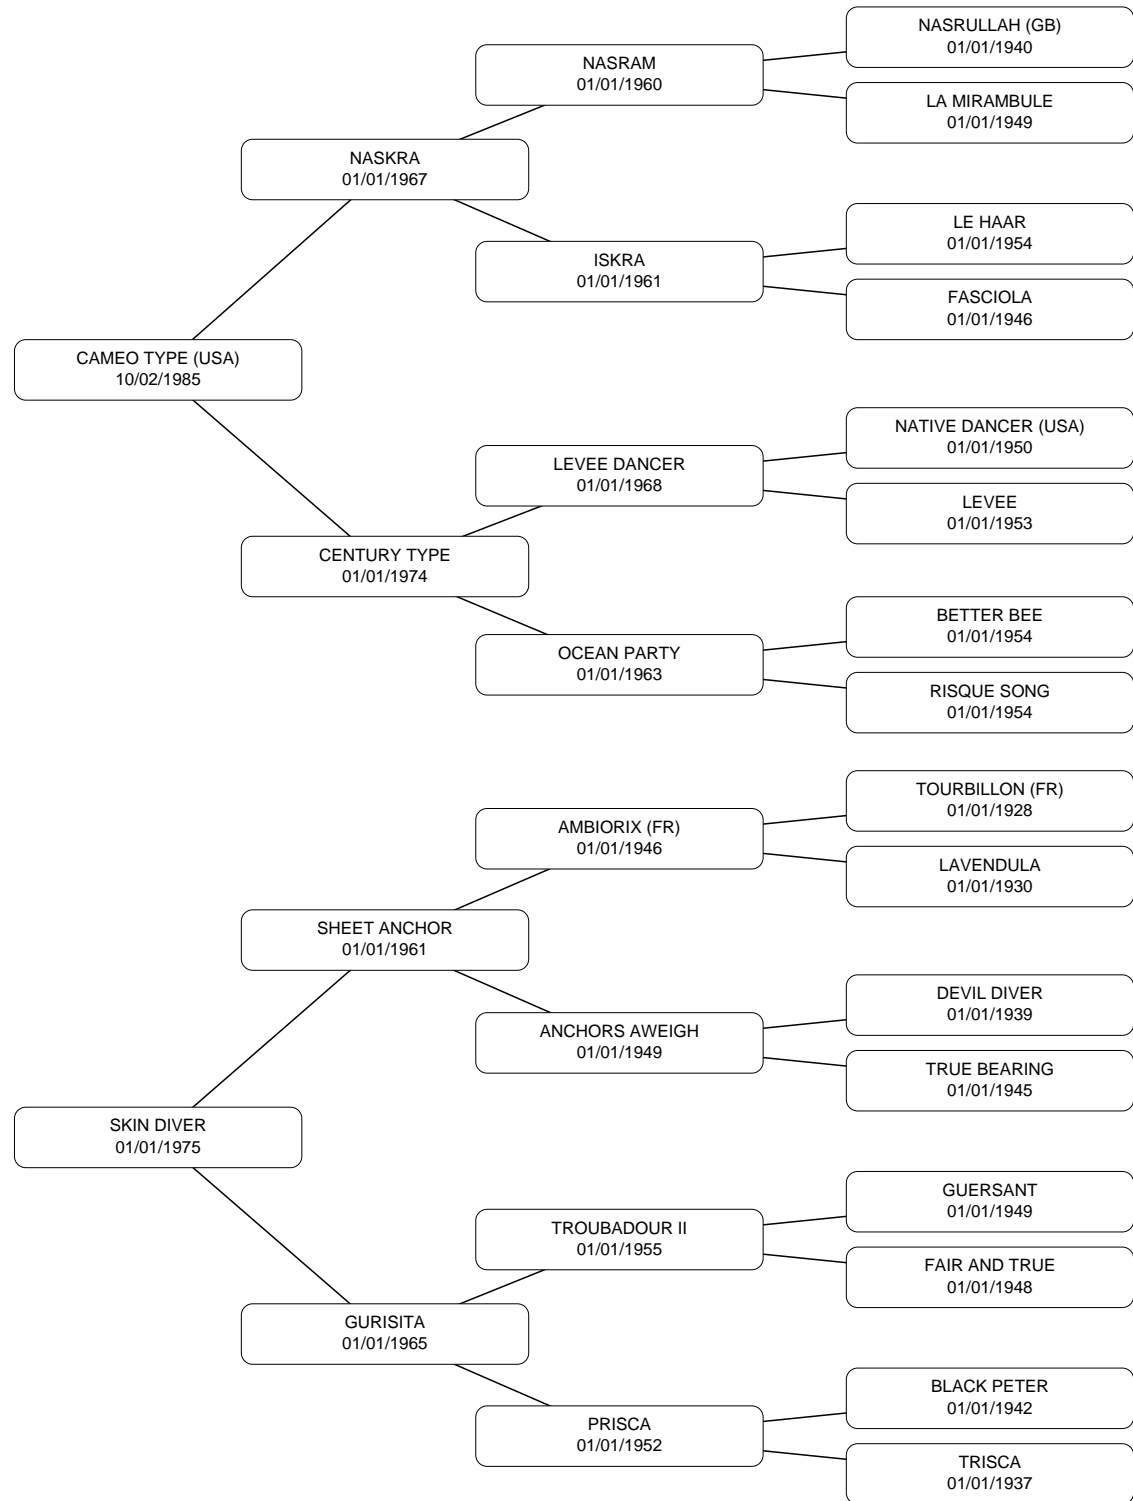 NASRULLAH (GB)
01/01/1940
NASRAM
01/01/1960
LA MIRAMBULE
01/01/1949
NASKRA
01/01/1967
LE HAAR
01/01/1954
ISKRA
01/01/1961
FASCIOLA
01/01/1946
CAMEO TYPE (USA)
10/02/1985
NATIVE DANCER (USA)
01/01/1950
LEVEE DANCER
01/01/1968
LEVEE
01/01/1953
CENTURY TYPE
01/01/1974
BETTER BEE
01/01/1954
OCEAN PARTY
01/01/1963
RISQUE SONG
01/01/1954
TOURBILLON (FR)
01/01/1928
AMBIORIX (FR)
01/01/1946
LAVENDULA
01/01/1930
SHEET ANCHOR
01/01/1961
DEVIL DIVER
01/01/1939
ANCHORS AWEIGH
01/01/1949
TRUE BEARING
01/01/1945
SKIN DIVER
01/01/1975
GUERSANT
01/01/1949
TROUBADOUR II
01/01/1955
FAIR AND TRUE
01/01/1948
GURISITA
01/01/1965
BLACK PETER
01/01/1942
PRISCA
01/01/1952
TRISCA
01/01/1937